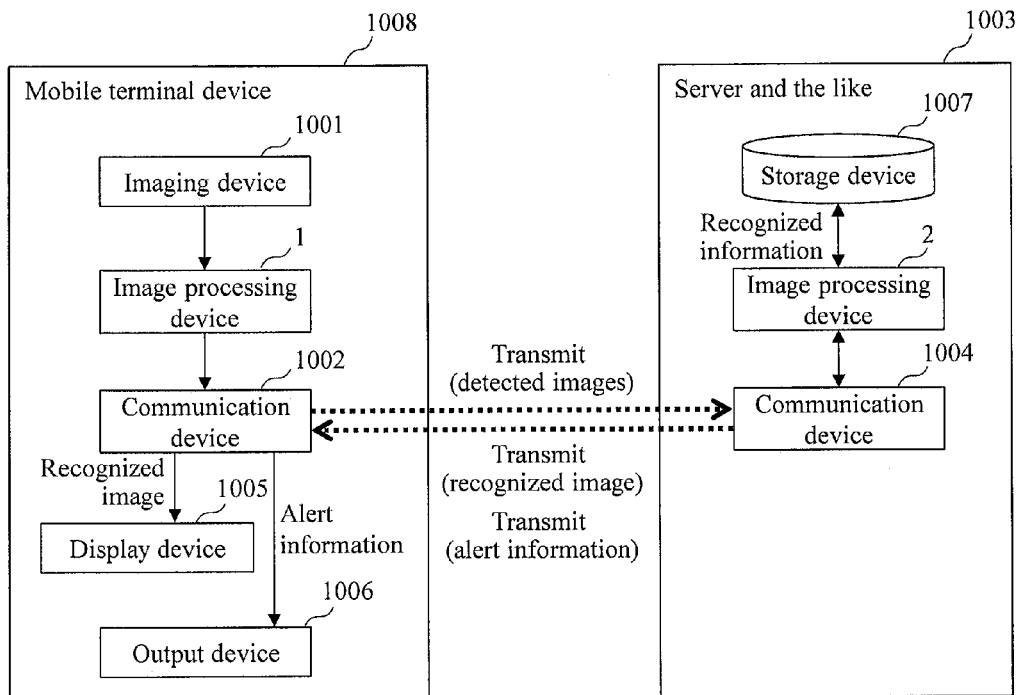 1008
Mobile terminal device
1001
Imaging device
1
Image processing
device
1002
Communication
device
Recognized
image
1005
Display device
Alert
information
1006
Output device
Transmit
(detected images)
Transmit
(recognized image)
Transmit
(alert information)
1003
Server and the like
1007
Storage device
Recognized
information
2
Image processing
device
1004
Communication
device